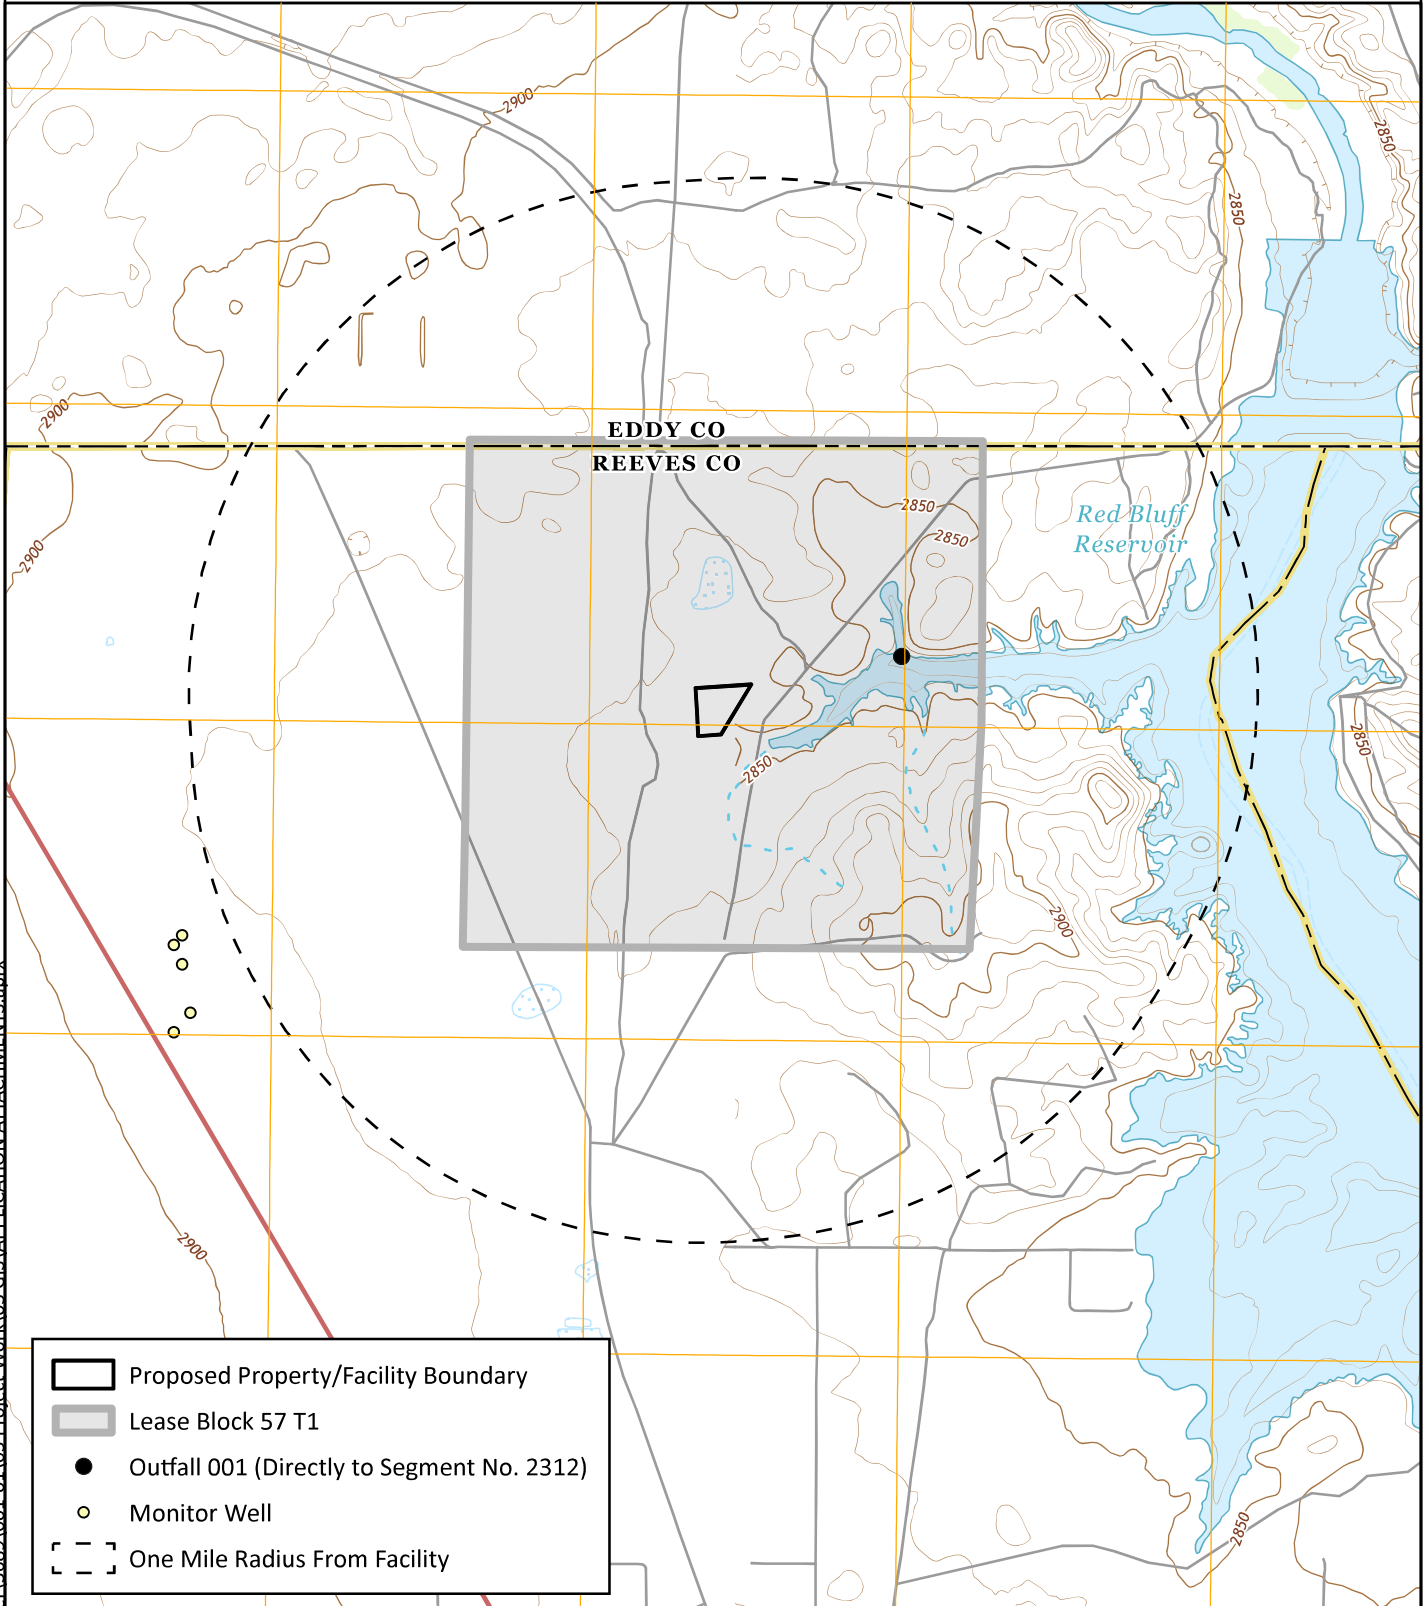 2900
2850
2850
2900
EDDY CO
REEVES CO
2850
2850
Red Bluff
Reservoir
2900
2850
2850
2900
2900
2850
Proposed Property/Facility Boundary
Lease Block 57 T1
Outfall 001 (Directly to Segment No. 2312)
Monitor Well
One Mile Radius From Facility